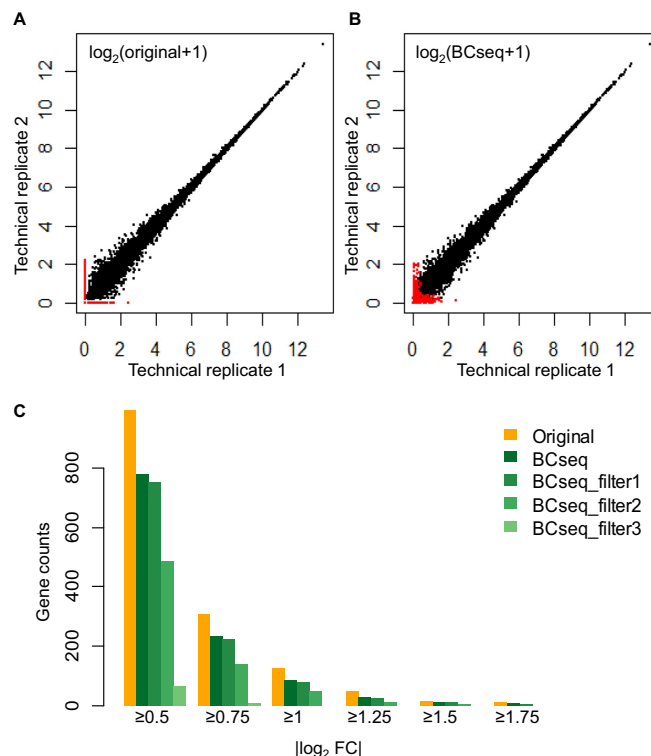 A
B
log2(original+1)
log2(BCseq+1)
Technical replicate 2
0 2 4 6 8 10 12
Technical replicate 2
0 2 4 6 8 10 12
0 2 4 6 8 10 12
0 2 4 6 8 10 12
Technical replicate 1
Technical replicate 1
C
Original
BCseq
BCseq_filter1
BCseq_filter2
BCseq_filter3
Gene counts
0 200 400 600 800
≥0.5 ≥0.75 ≥1 ≥1.25 ≥1.5 ≥1.75
|log2 FC|